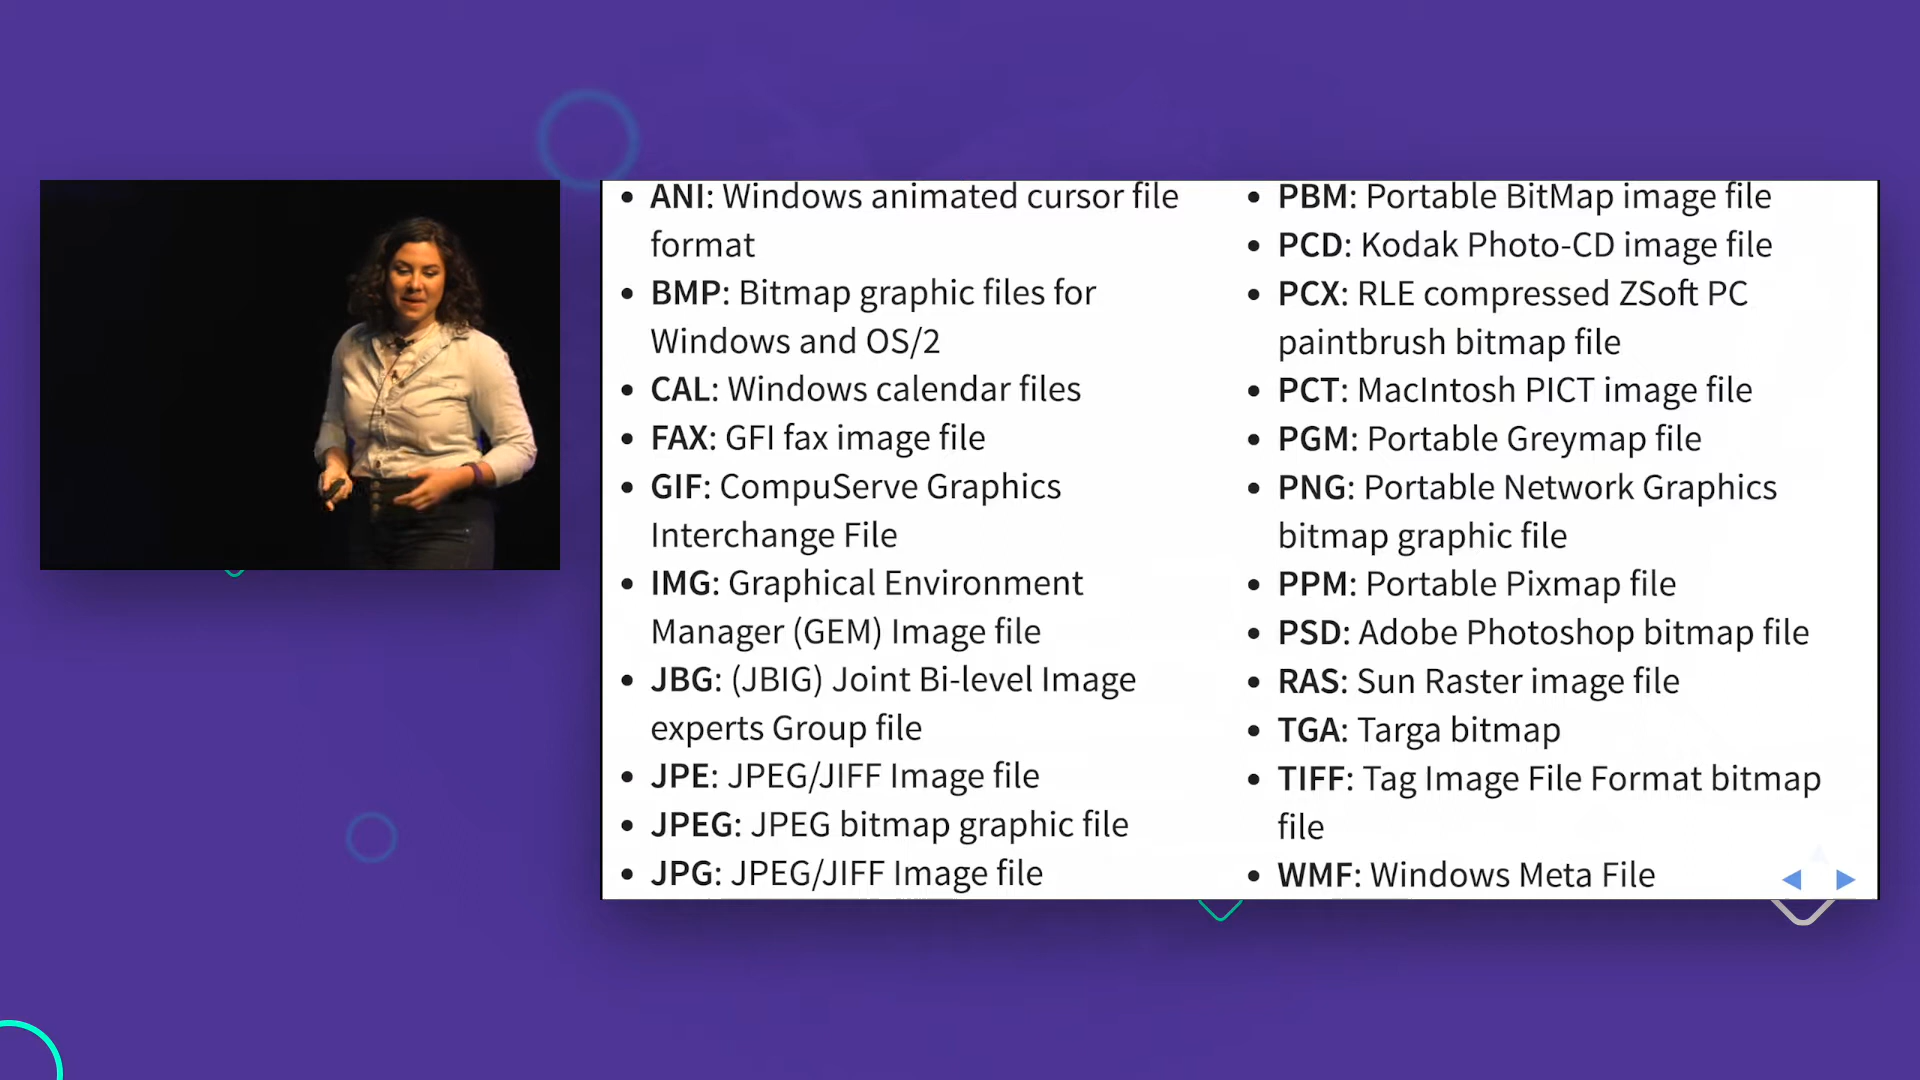 • ANI: Windows animated cursor file
format
• BMP: Bitmap graphic files for
Windows and OS/2
• CAL: Windows calendar files
• FAX: GFI fax image file
• GIF: CompuServe Graphics
Interchange File
• IMG: Graphical Environment
Manager (GEM) Image file
• JBG: (JBIG) Joint Bi-level Image
experts Group file
• JPE: JPEG/JIFF Image file
• JPEG: JPEG bitmap graphic file
• JPG: JPEG/JIFF Image file
• PBM: Portable BitMap image file
• PCD: Kodak Photo-CD image file
• PCX: RLE compressed ZSoft PC
paintbrush bitmap file
• PCT: MacIntosh PICT image file
• PGM: Portable Greymap file
• PNG: Portable Network Graphics
bitmap graphic file
• PPM: Portable Pixmap file
• PSD: Adobe Photoshop bitmap file
• RAS: Sun Raster image file
• TGA: Targa bitmap
• TIFF: Tag Image File Format bitmap
file
• WMF: Windows Meta File